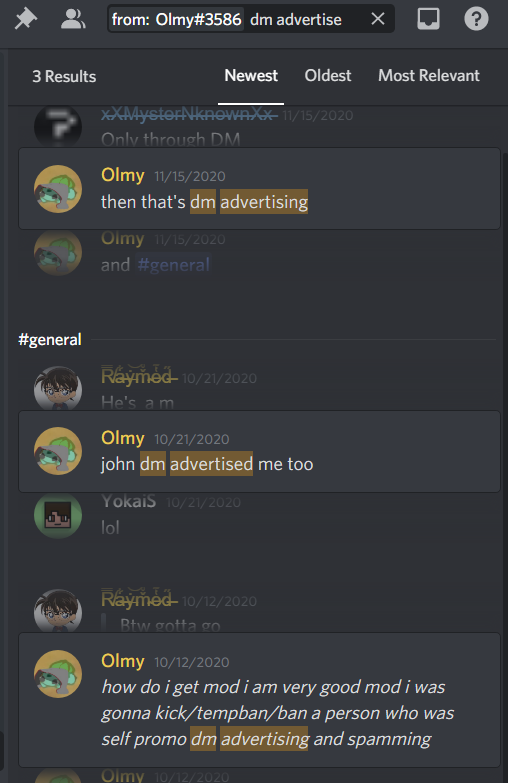 from: Olmy#3586 dm advertise
3 Results
Newest
Oldest
Most Relevant
xXMysterNknownXx 11/15/2020
Only through DM
Olmy 11/15/2020
then that's dm advertising
Olmy 11/15/2020
and #general
#general
Raymod 10/21/2020
He's a m
Olmy 10/21/2020
john dm advertised me too
YokaiS 10/21/2020
lol
Raymod 10/12/2020
Btw gotta go
Olmy 10/12/2020
how do i get mod i am very good mod i was
gonna kick/tempban/ban a person who was
self promo dm advertising and spamming
Olmy 10/12/2020